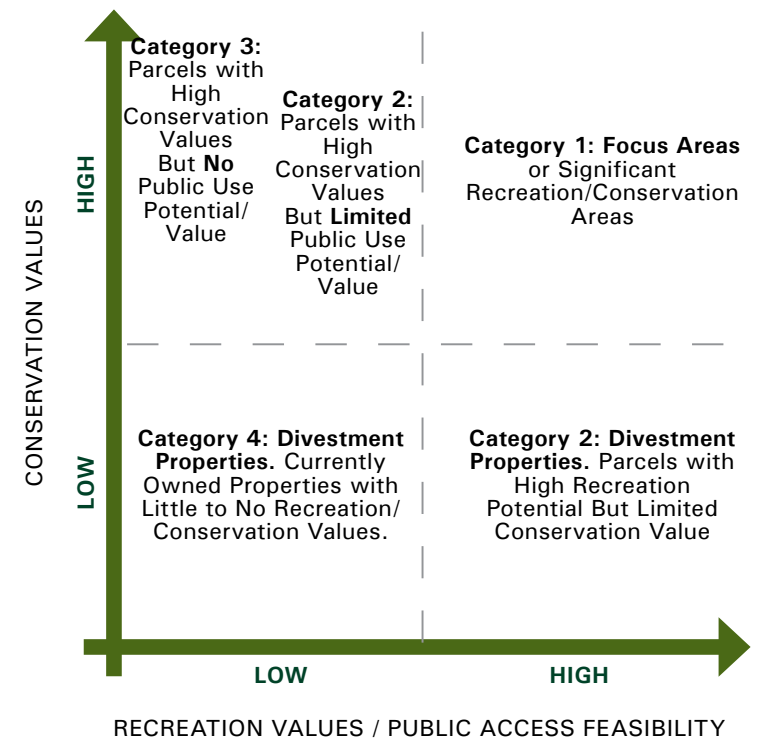 Category 3:
Parcels with
High
Conservation
Values
But No
Public Use
Potential/
Value
Category 2:
Parcels with
High
Conservation
Values
But Limited
Public Use
Potential/
Value
Category 1: Focus Areas
or Significant
Recreation/Conservation
Areas
HIGH
CONSERVATION VALUES
LOW
Category 4: Divestment
Properties. Currently
Owned Properties with
Little to No Recreation/
Conservation Values.
Category 2: Divestment
Properties. Parcels with
High Recreation
Potential But Limited
Conservation Value
LOW
HIGH
RECREATION VALUES / PUBLIC ACCESS FEASIBILITY